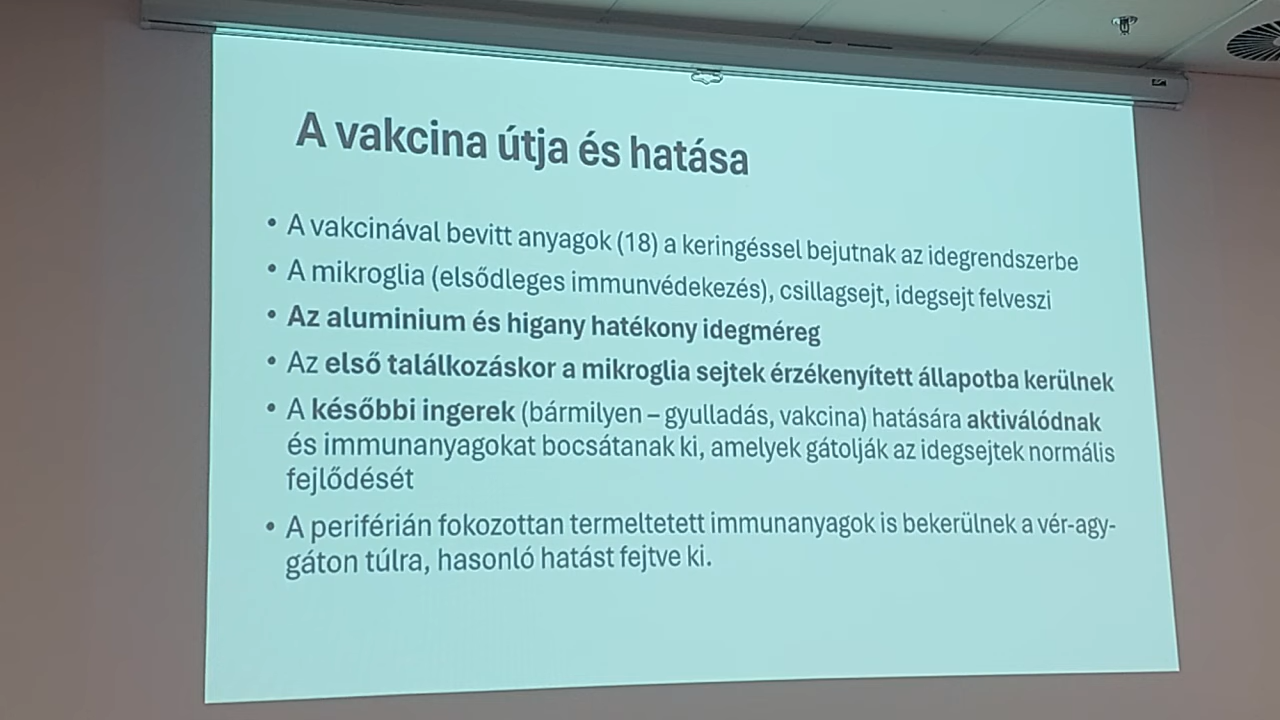 A vakcina útja és hatása
• A vakcinával bevitt anyagok (18) a keringéssel bejutnak az idegrendszerbe
• A mikroglia (elsődleges immunvédekezés), csillagsejt, idegsejt felveszi
• Az aluminium és higany hatékony idegméreg
• Az első találkozáskor a mikroglia sejtek érzékenyített állapotba kerülnek
• A későbbi ingerek (bármilyen – gyulladás, vakcina) hatására aktiválódnak
és immunanyagokat bocsátanak ki, amelyek gátolják az idegsejtek normális
fejlődését
• A periférián fokozottan termeltetett immunanyagok is bekerülnek a vér-agy-
gáton túlra, hasonló hatást fejtve ki.